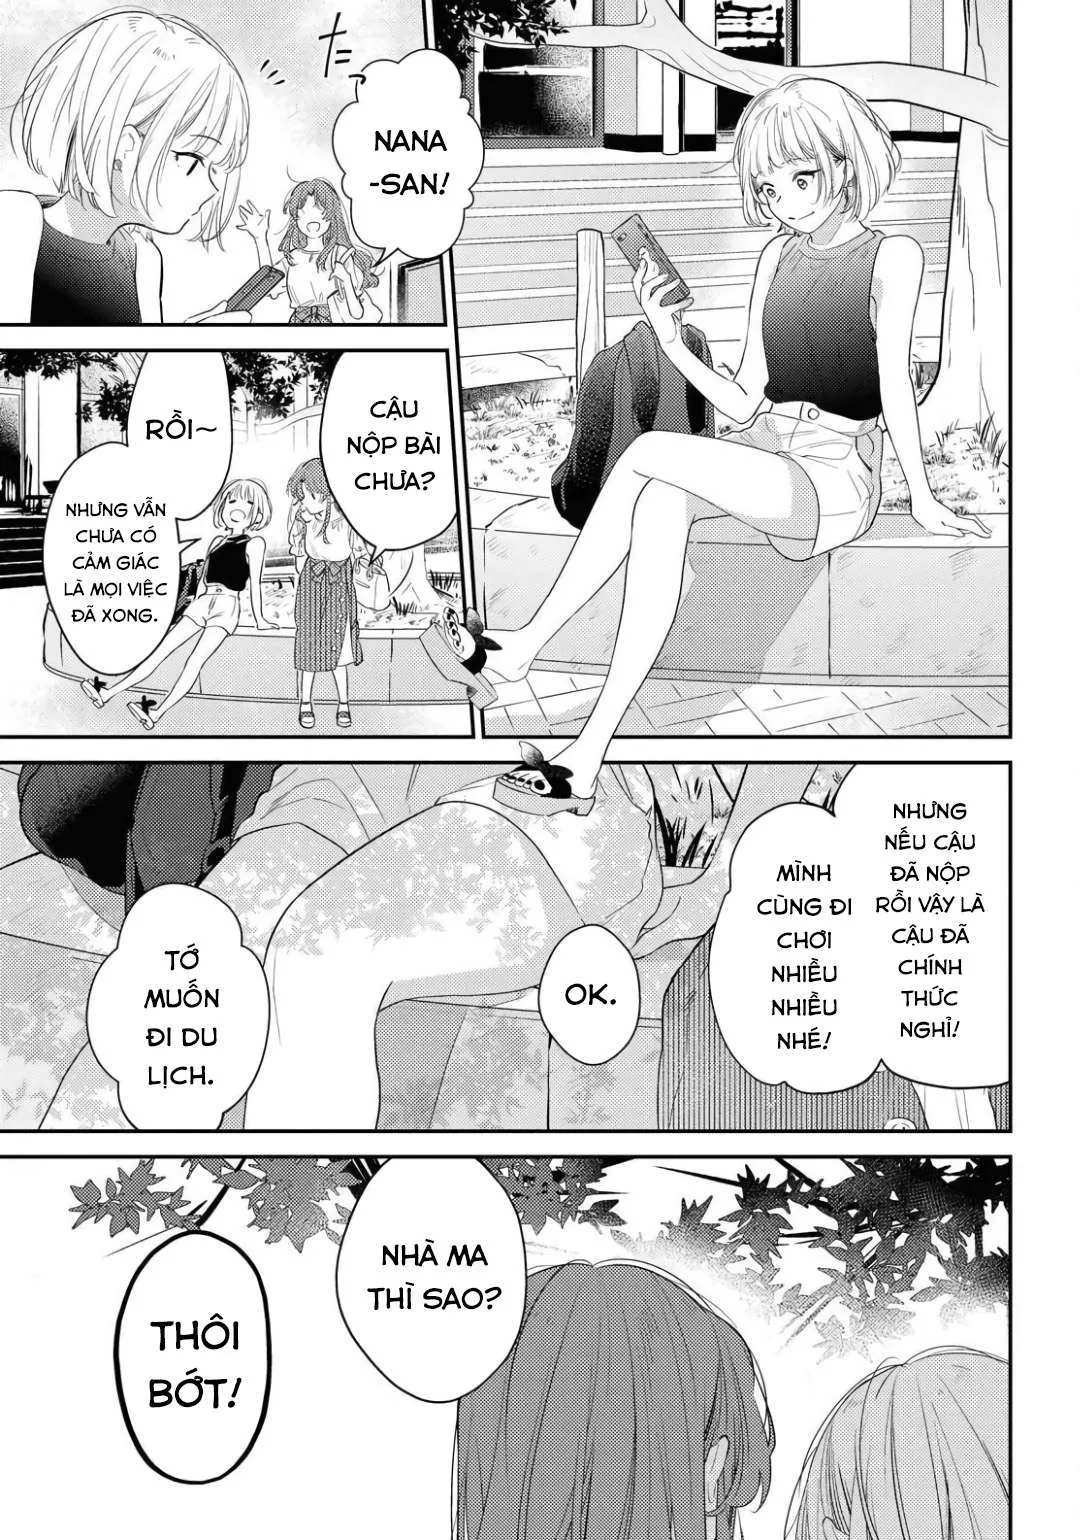 たっ
NANA
-SAN!
CẬU
NỘP BÀI
CHƯA?
RỒI~
NHƯNG VẪN
CHƯA CÓ
CẢM GIÁC
LÀ MỌI VIỆC
ĐÃ XONG.
NHƯNG
NẾU CẬU
ĐÃ NỘP
RỒI VẬY LÀ
CẬU ĐÃ
CHÍNH
THỨC
NGHỈ!
MÌNH
CÙNG ĐI
CHƠI
NHIỀU
NHIỀU
NHÉ!
OK.
TỚ
MUỐN
ĐI DU
LỊCH.
NHÀ MA
THÌ SAO?
THÔI
BỚT!